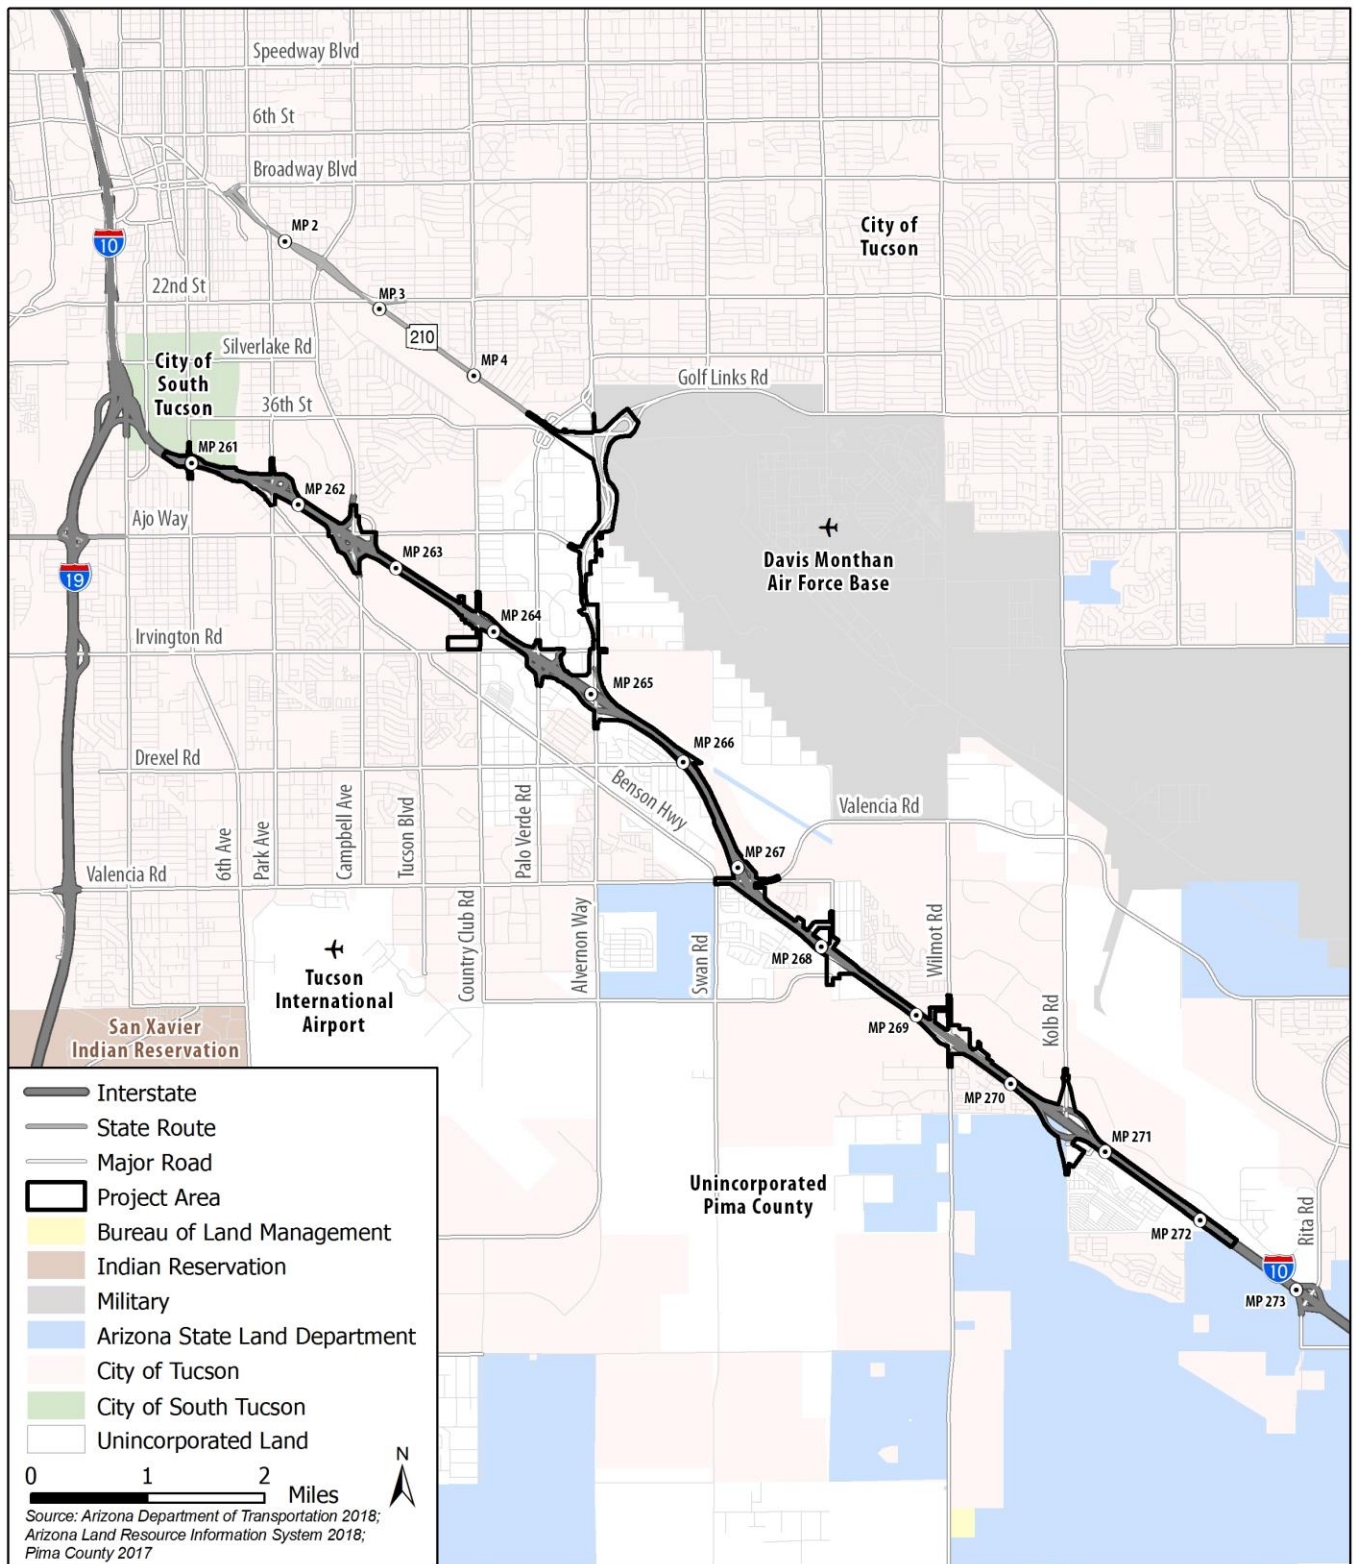 Speedway Blvd
6th St
Broadway Blvd
MP 2
City of
Tucson
10
22nd St
MP 3
210
Silverlake Rd
City of
South
Tucson
MP 4
Golf Links Rd
36th St
MP 261
MP 262
Ajo Way
Davis Monthan
Air Force Base
MP 263
19
MP 264
Irvington Rd
MP 265
MP 266
Drexel Rd
Benson Hwy
Valencia Rd
6th Ave
Park Ave
Campbell Ave
Tucson Blvd
Palo Verde Rd
MP 267
Valencia Rd
Country Club Rd
Alvernon Way
Swan Rd
Wilmot Rd
MP 268
Tucson
International
Airport
MP 269
Kolb Rd
San Xavier
Indian Reservation
MP 270
MP 271
Unincorporated
Pima County
MP 272
Rita Rd
10
MP 273
Interstate
State Route
Major Road
Project Area
Bureau of Land Management
Indian Reservation
Military
Arizona State Land Department
City of Tucson
City of South Tucson
Unincorporated Land
N
0 1 2
Miles
Source: Arizona Department of Transportation 2018;
Arizona Land Resource Information System 2018;
Pima County 2017